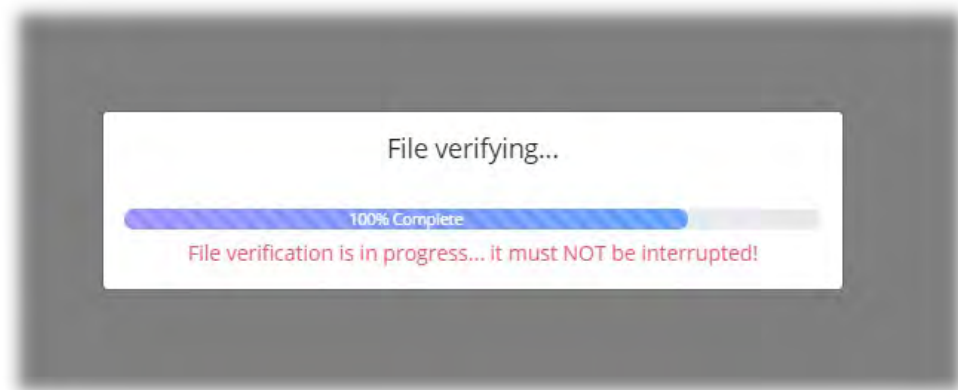 File verifying...
100% Complete
File verification is in progress... it must NOT be interrupted!